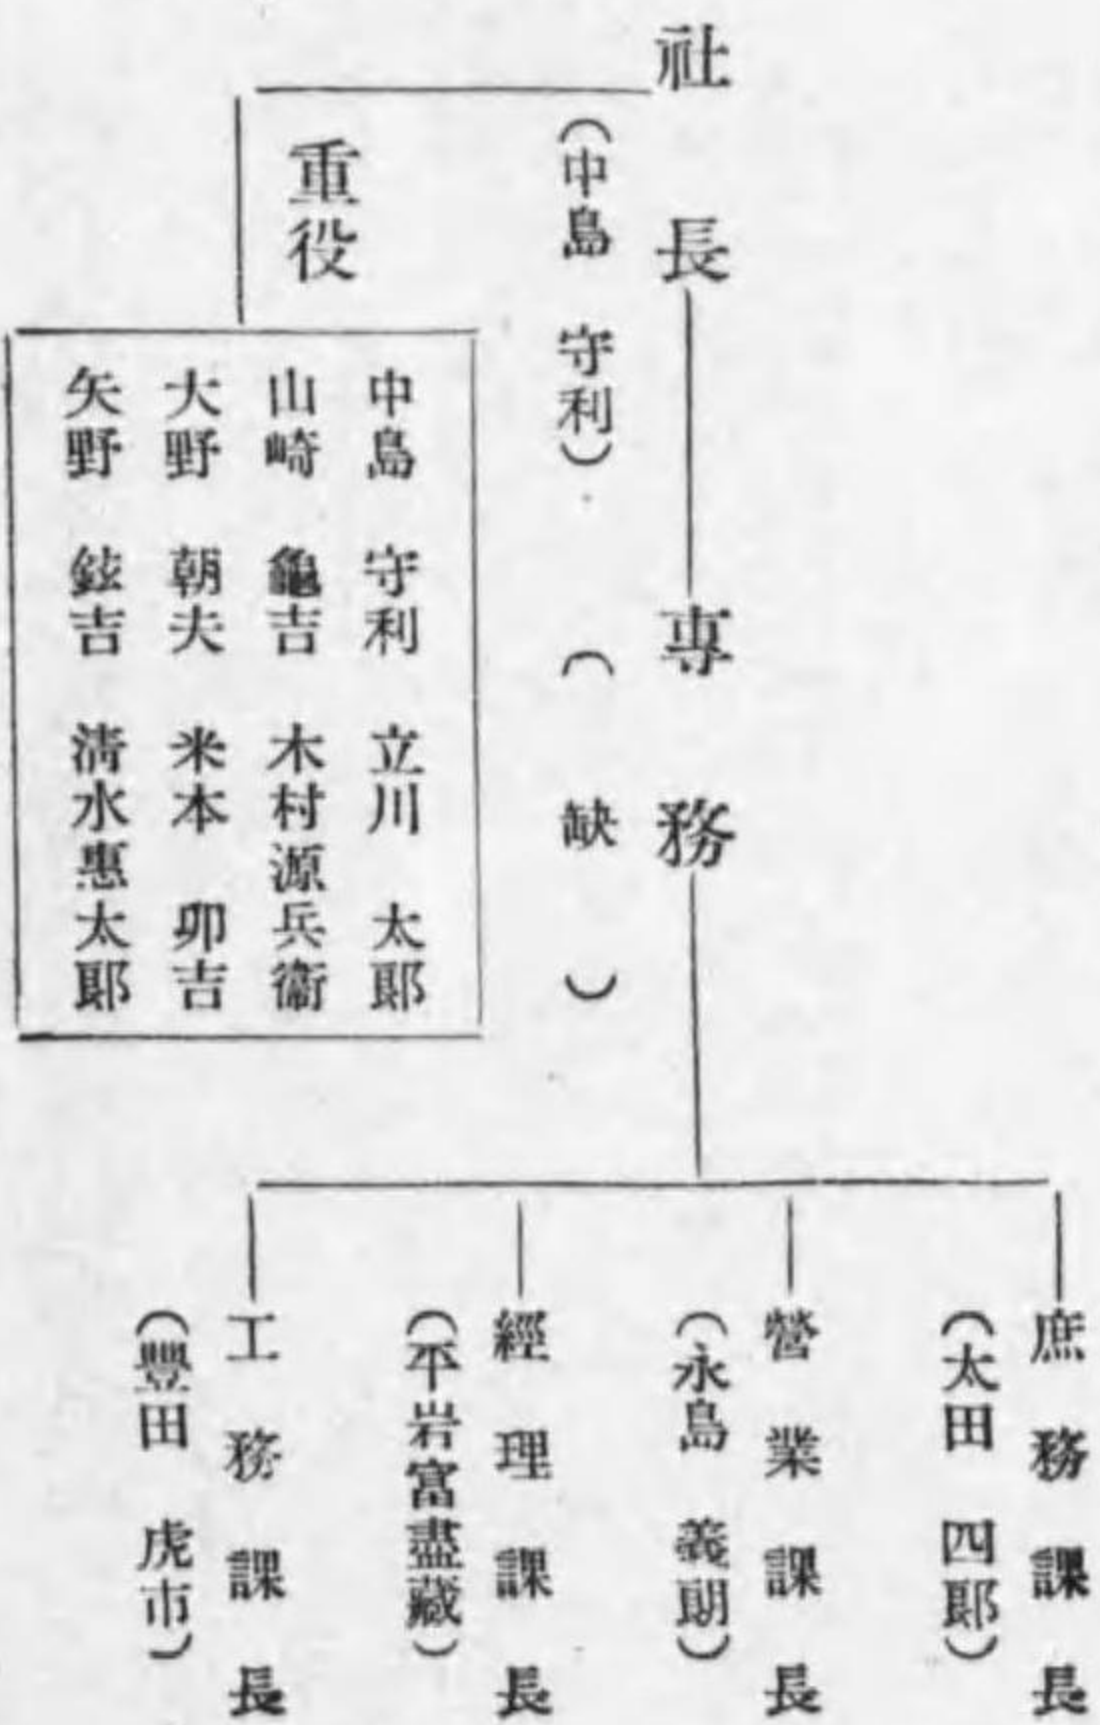 社長
（中島　守利）
專務
（缺）
重役
中島　守利　立川　太郎
山崎　龜吉　木村源兵衞
大野　朝夫　米本　卯吉
矢野　鉉吉　淸水惠太郎
庶務課長
（太田　四郎）
營業課長
（永島　義朗）
經理課長
（平岩富盡藏）
工務課長
（豐田　虎市）